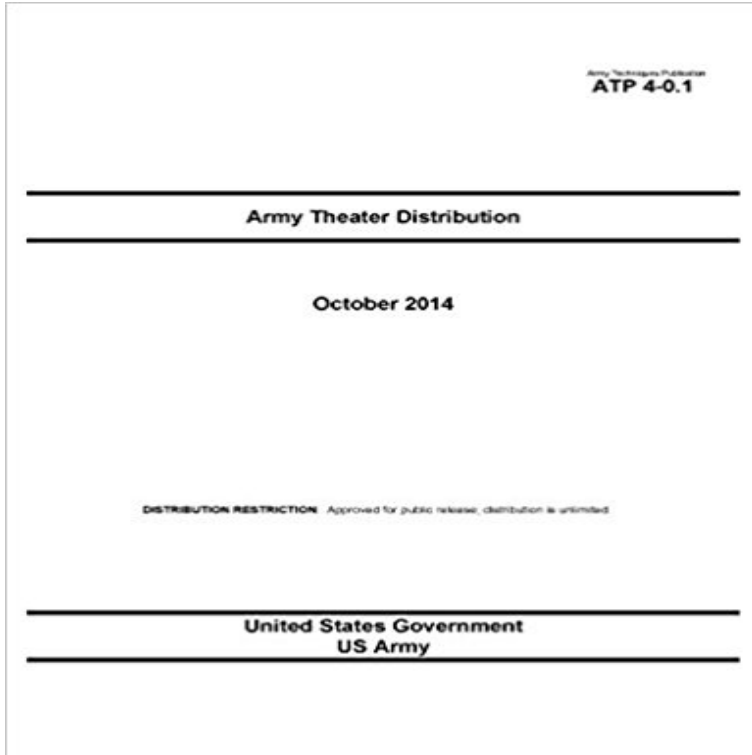 Army Techniques Publication
ATP 4-0.1
Army Theater Distribution
October 2014
DISTRIBUTION RESTRICTION: Approved for public release; distribution is unlimited.
United States Government
US Army